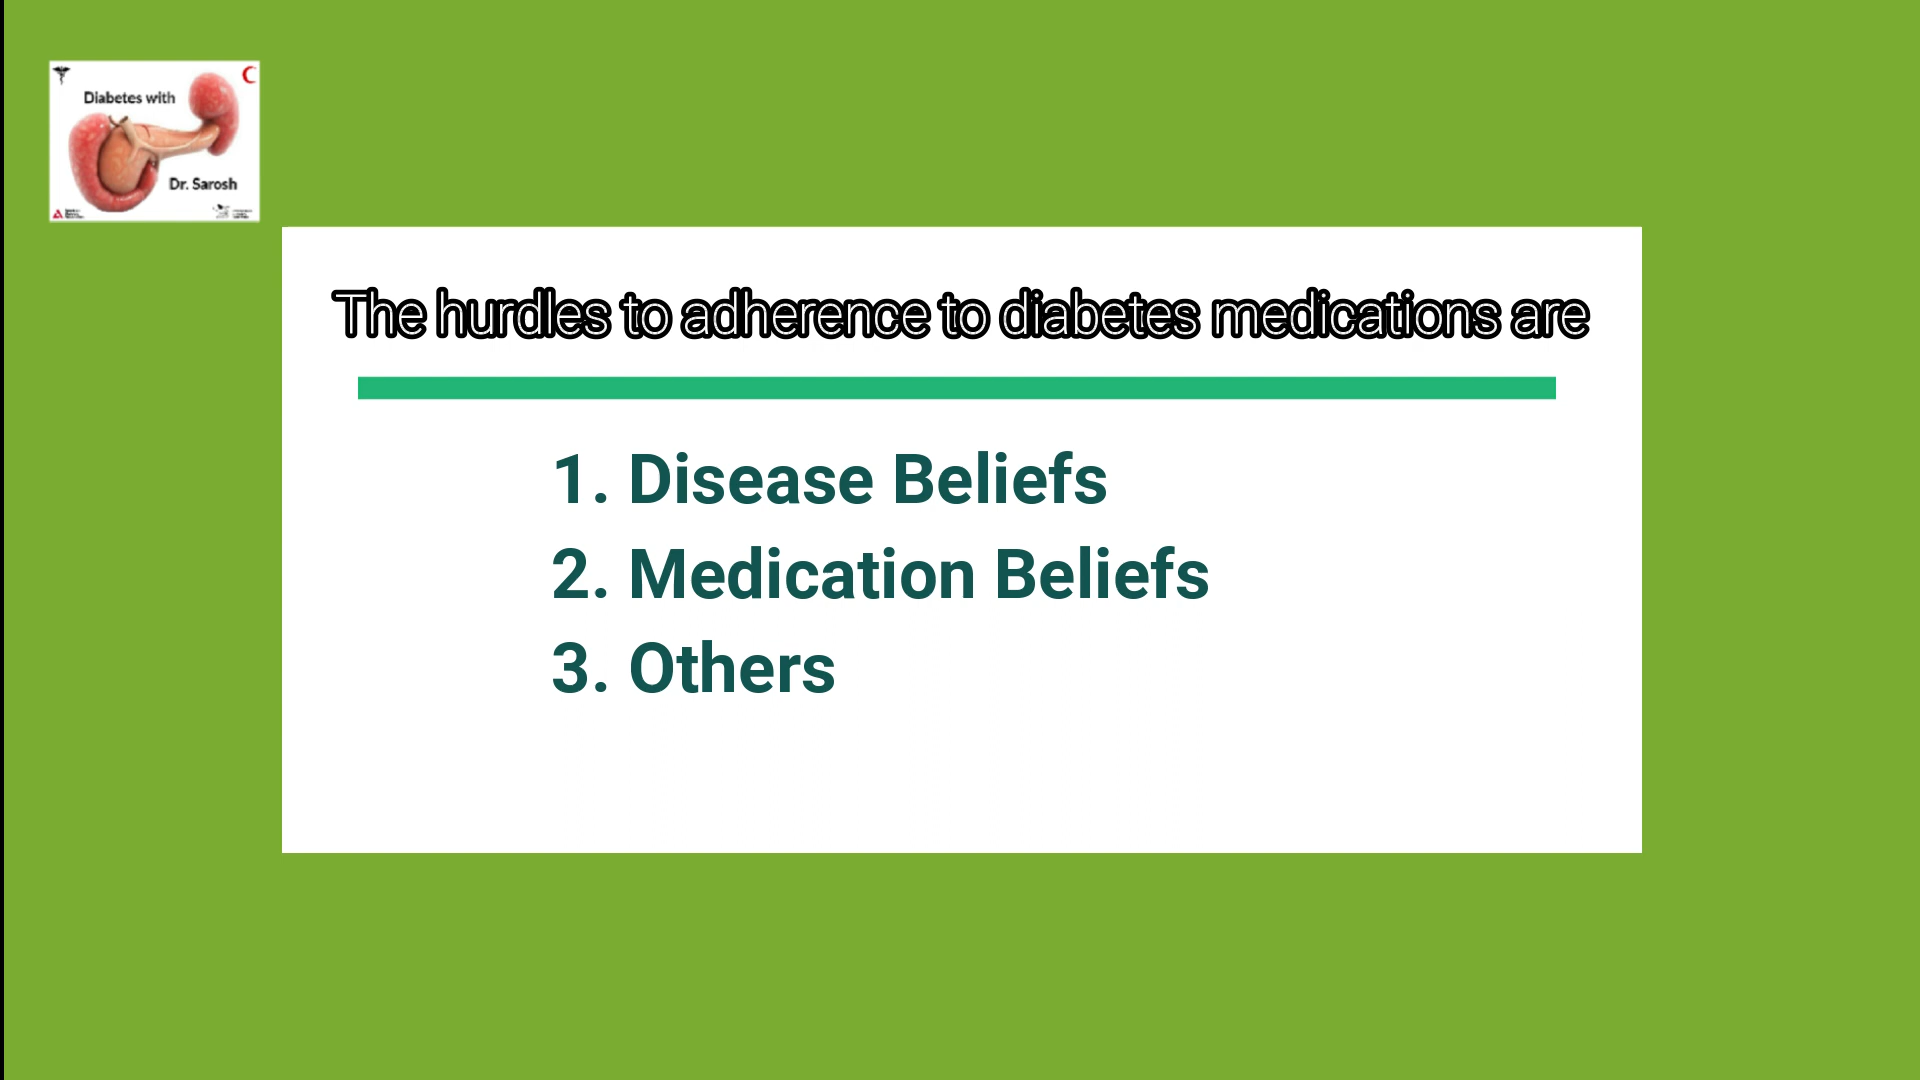 Diabetes with
Dr. Sarosh
The hurdles to adherence to diabetes medications are
1. Disease Beliefs
2. Medication Beliefs
3. Others